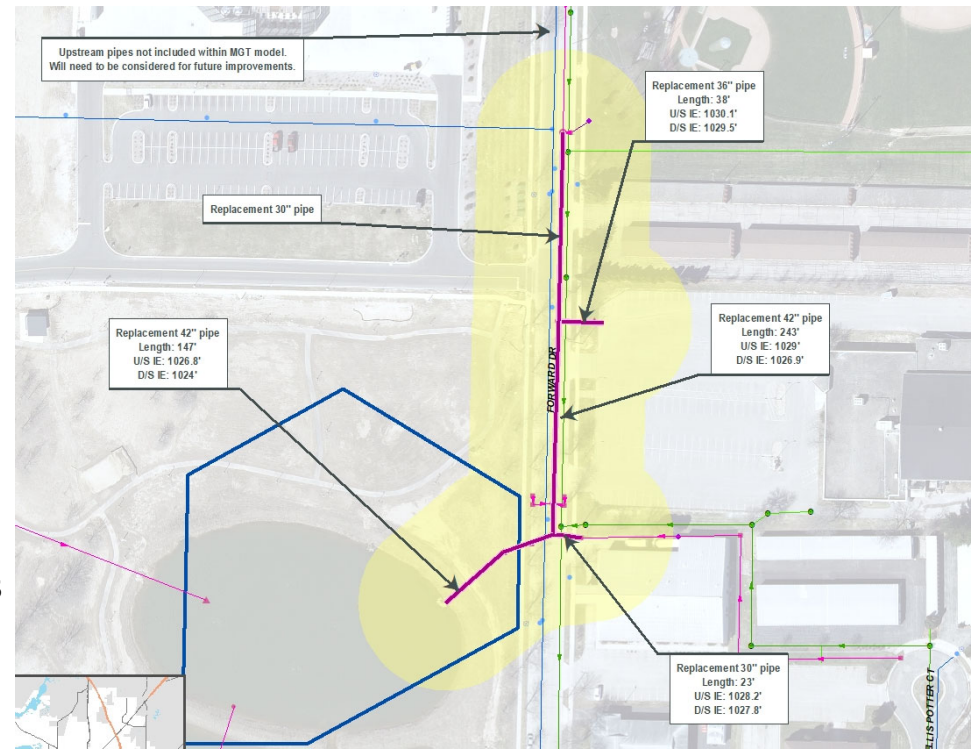 Upstream pipes not included within MGT model.
Will need to be considered for future improvements.
Replacement 36" pipe
Length: 38'
U/S IE: 1030.1'
D/S IE: 1029.5'
Replacement 30" pipe
Replacement 42" pipe
Length: 147'
U/S IE: 1026.8'
D/S IE: 1024'
Replacement 42" pipe
Length: 243'
U/S IE: 1029'
D/S IE: 1026.9'
FORWARD DR
Replacement 30" pipe
Length: 23'
U/S IE: 1028.2'
D/S IE: 1027.8'
POTTER CT